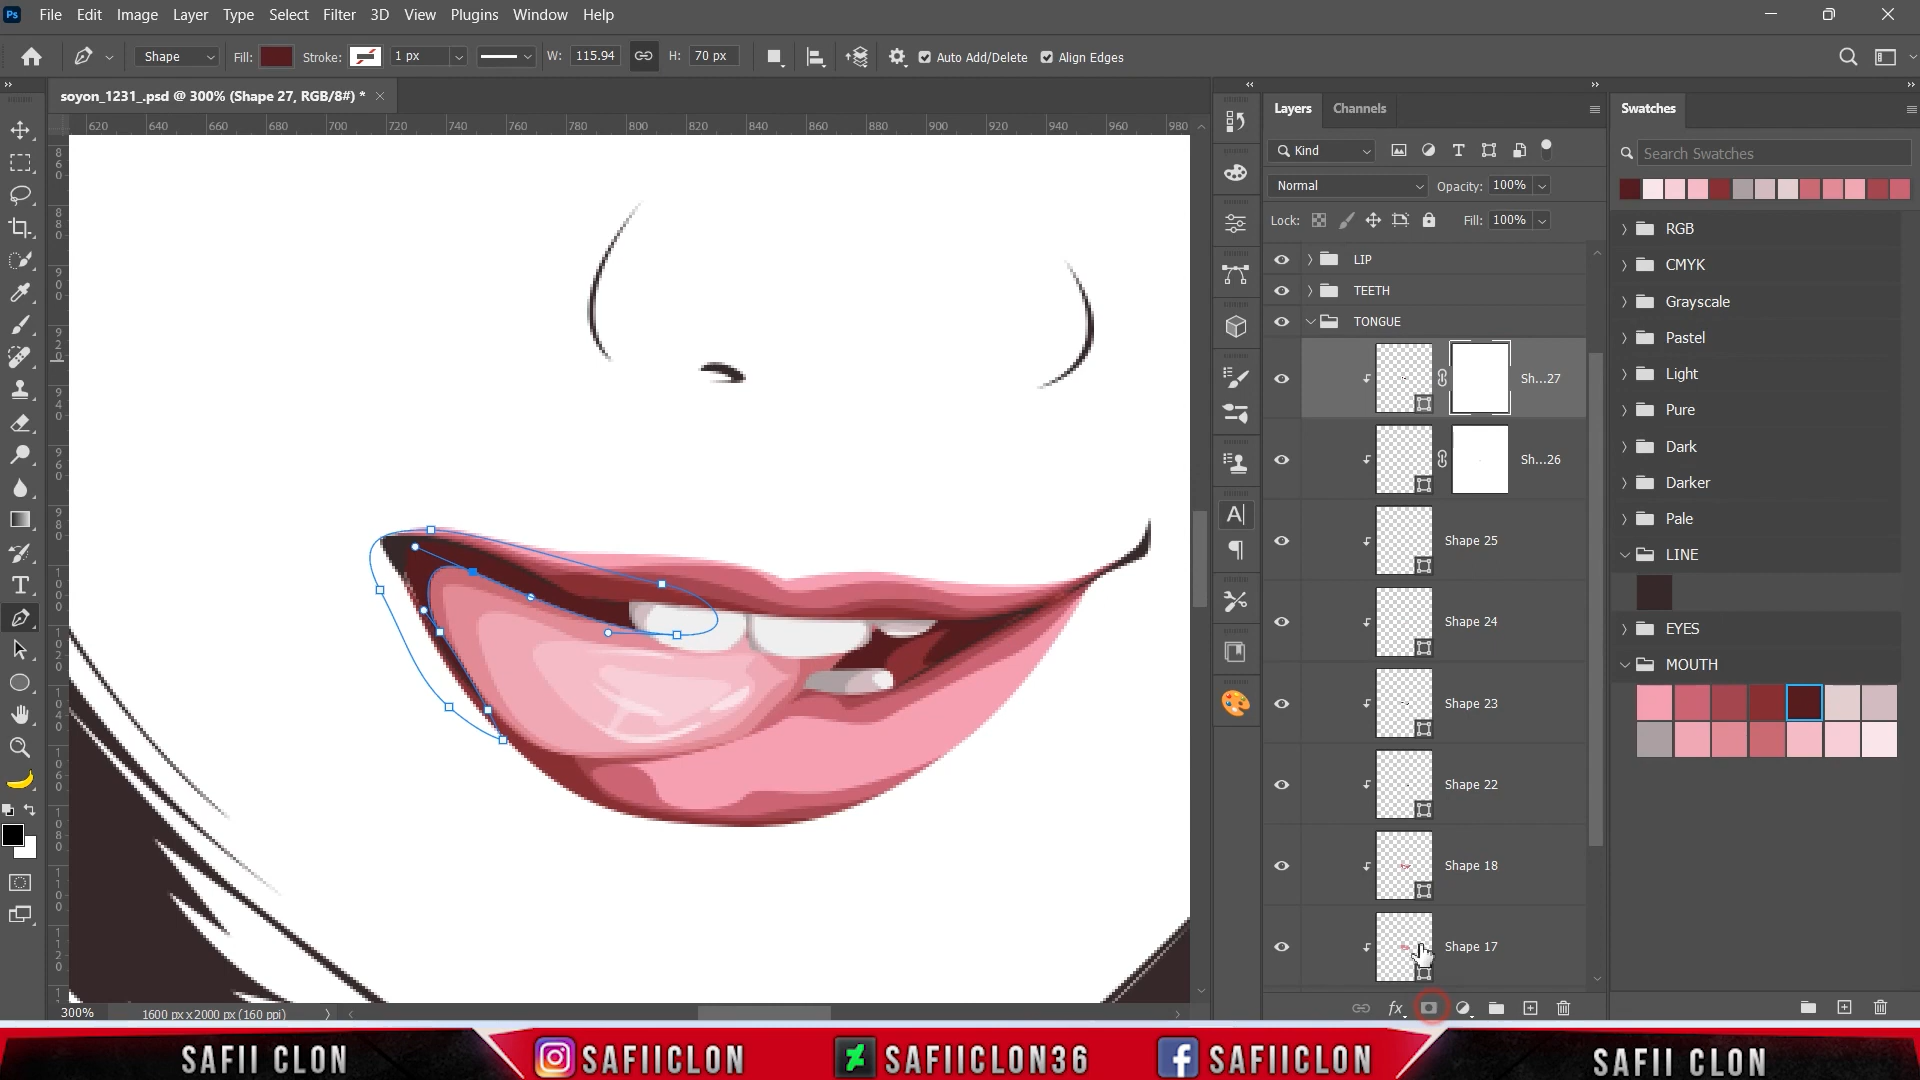 Ps File Edit Image Layer Type Select Filter 3D View Plugins Window Help
Shape Fill: Stroke: 1 px W: 115.94 H: 70 px Auto Add/Delete Align Edges
soyon_1231_.psd @ 300% (Shape 27, RGB/8#) * ×
620 640 660 680 700 720 740 760 780 800 820 840 860 880 900 920 940 960 980
Layers Channels
Kind
Normal Opacity: 100%
Lock: Fill: 100%
LIP
TEETH
TONGUE
Sh...27
Sh...26
Shape 25
Shape 24
Shape 23
Shape 22
Shape 18
Shape 17
Swatches
Search Swatches
RGB
CMYK
Grayscale
Pastel
Light
Pure
Dark
Darker
Pale
LINE
EYES
MOUTH
300% 1600 px x 2000 px (160 ppi)
SAFII CLON SAFIICLON SAFIICLON36 SAFIICLON SAFII CLON